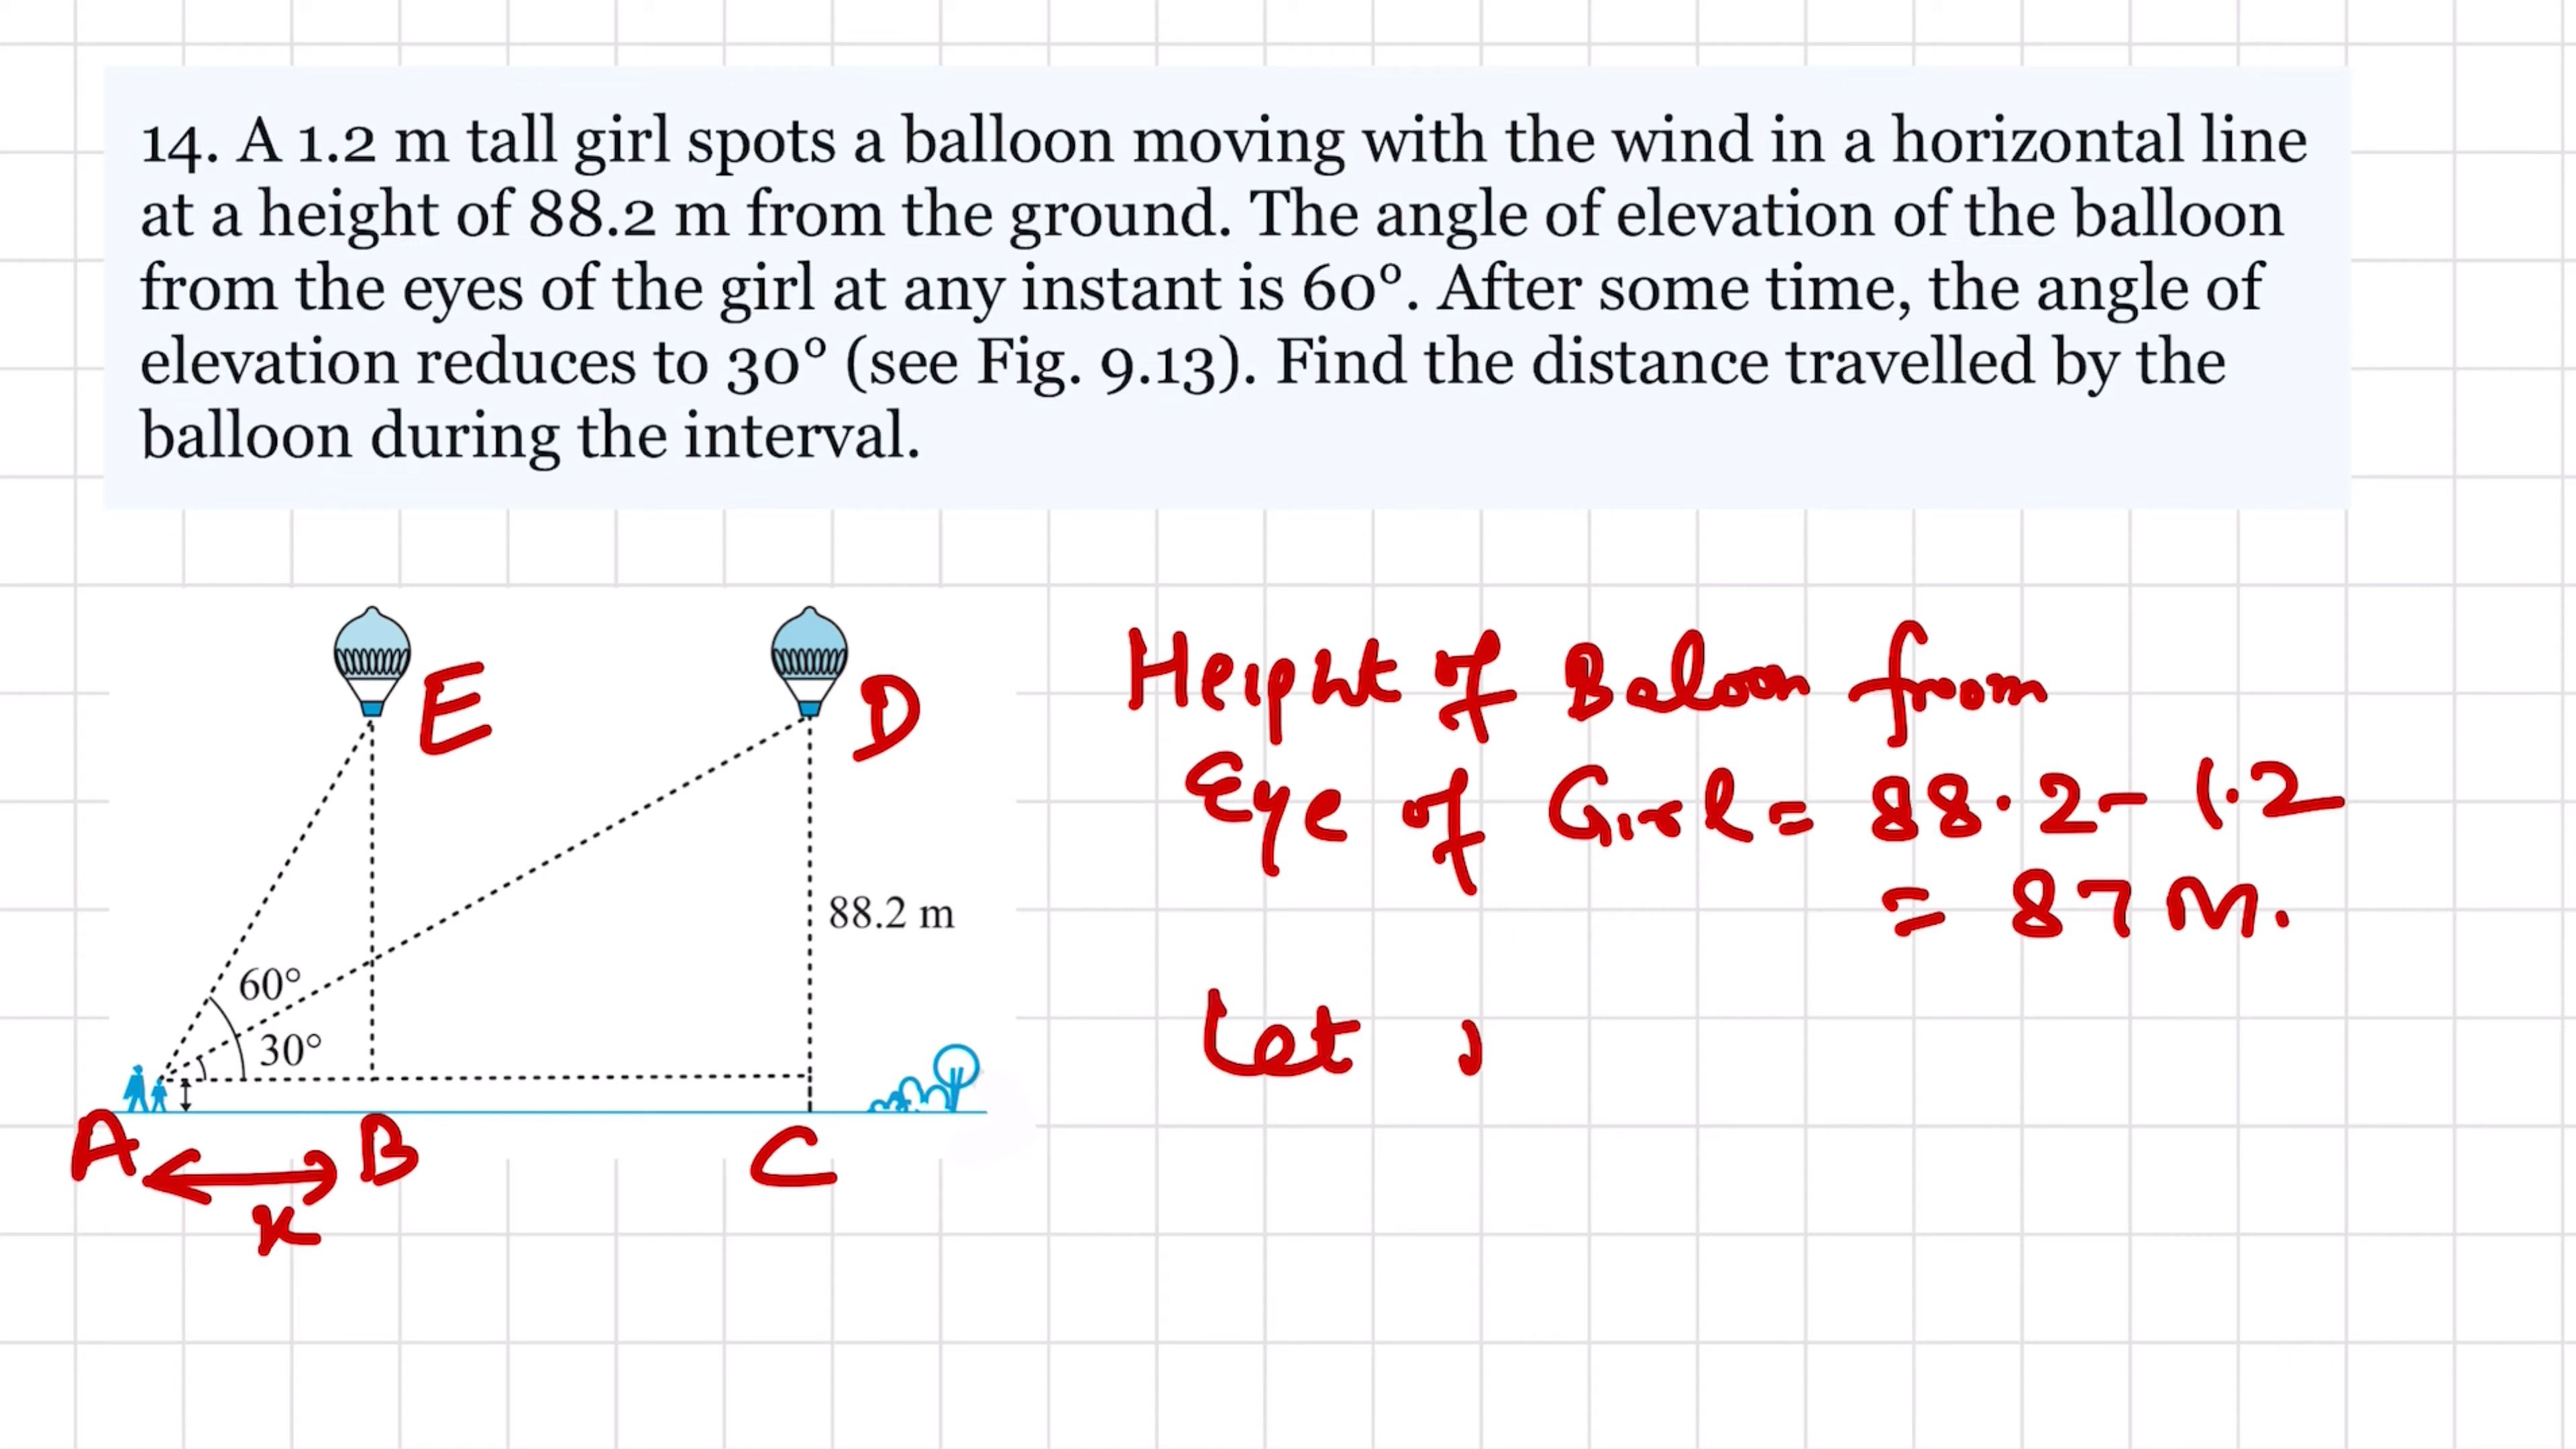 14. A 1.2 m tall girl spots a balloon moving with the wind in a horizontal line
at a height of 88.2 m from the ground. The angle of elevation of the balloon
from the eyes of the girl at any instant is 60°. After some time, the angle of
elevation reduces to 30° (see Fig. 9.13). Find the distance travelled by the
balloon during the interval.
E
D
88.2 m
60°
30°
A
B
C
x
Height of Baloon from
Eye of Girl = 88.2 - 1.2
= 87 m.
Let